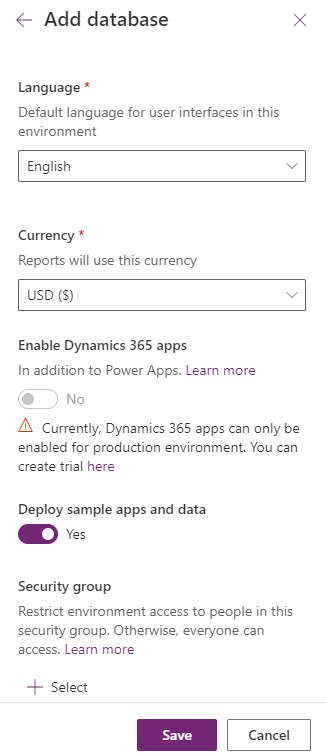 Add database
Language *
Default language for user interfaces in this
environment
English
Currency *
Reports will use this currency
USD ($)
Enable Dynamics 365 apps
In addition to Power Apps. Learn more
No
Currently, Dynamics 365 apps can only be
enabled for production environment. You can
create trial here
Deploy sample apps and data
Yes
Security group
Restrict environment access to people in this
security group. Otherwise, everyone can
access. Learn more
Select
Save Cancel